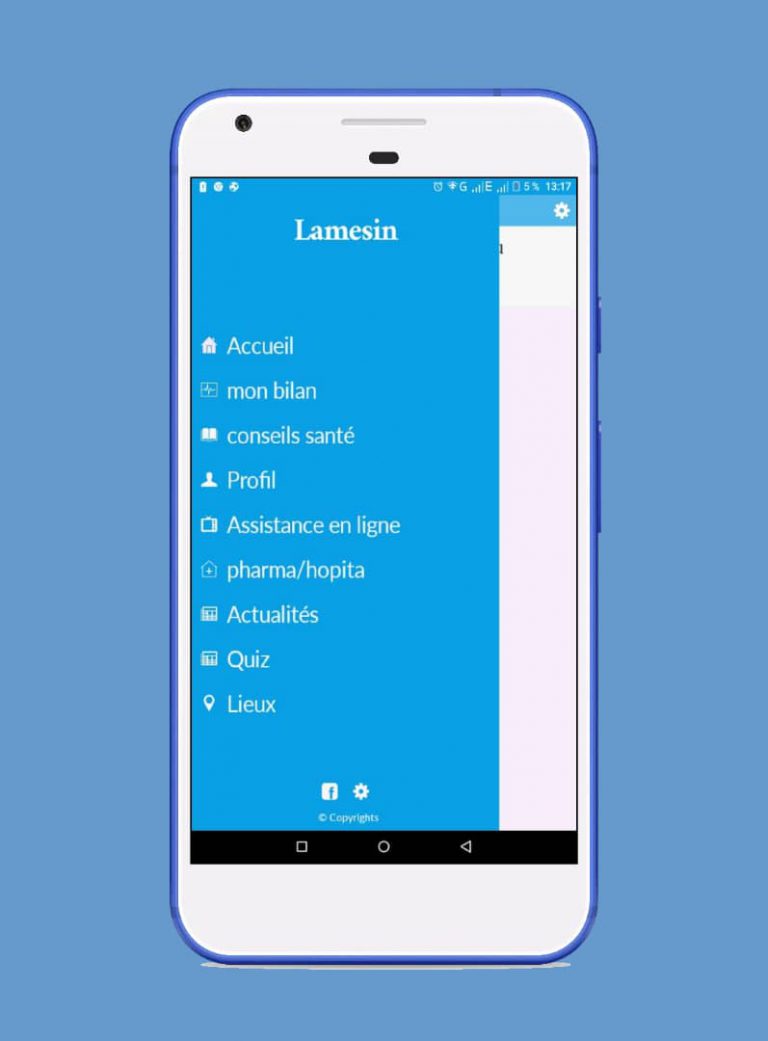 G E 5% 13:17
Lamesin
Accueil
mon bilan
conseils santé
Profil
Assistance en ligne
pharma/hopita
Actualités
Quiz
Lieux
© Copyrights